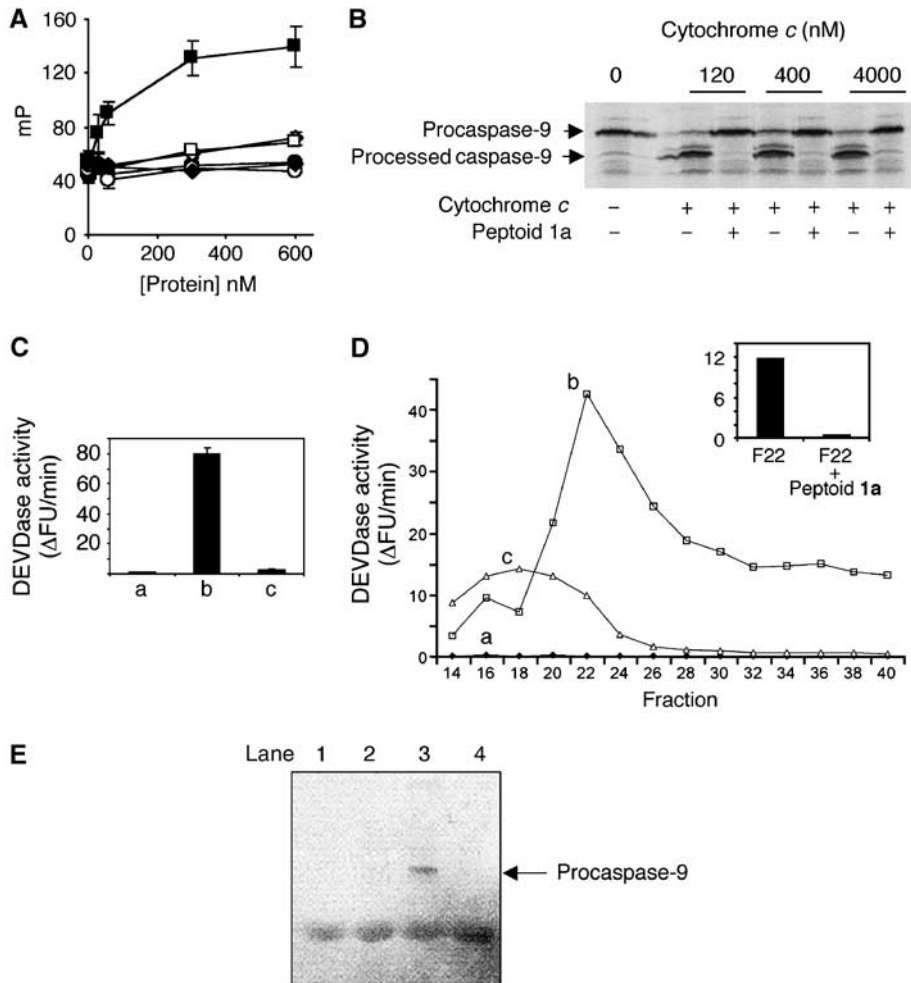 A
160
120
80
40
0
mP
0 200 400 600
[Protein] nM
B
Cytochrome c (nM)
0 120 400 4000
Procaspase-9
Processed caspase-9
Cytochrome c – + + + + + +
Peptoid 1a – – + – + – +
C
DEVDase activity
(ΔFU/min)
80
60
40
20
a b c
D
DEVDase activity
(ΔFU/min)
40
30
20
10
0
b
c
a
14 16 18 20 22 24 26 28 30 32 34 36 38 40
Fraction
12
6
6
0
F22 F22
+
Peptoid 1a
E
Lane 1 2 3 4
Procaspase-9